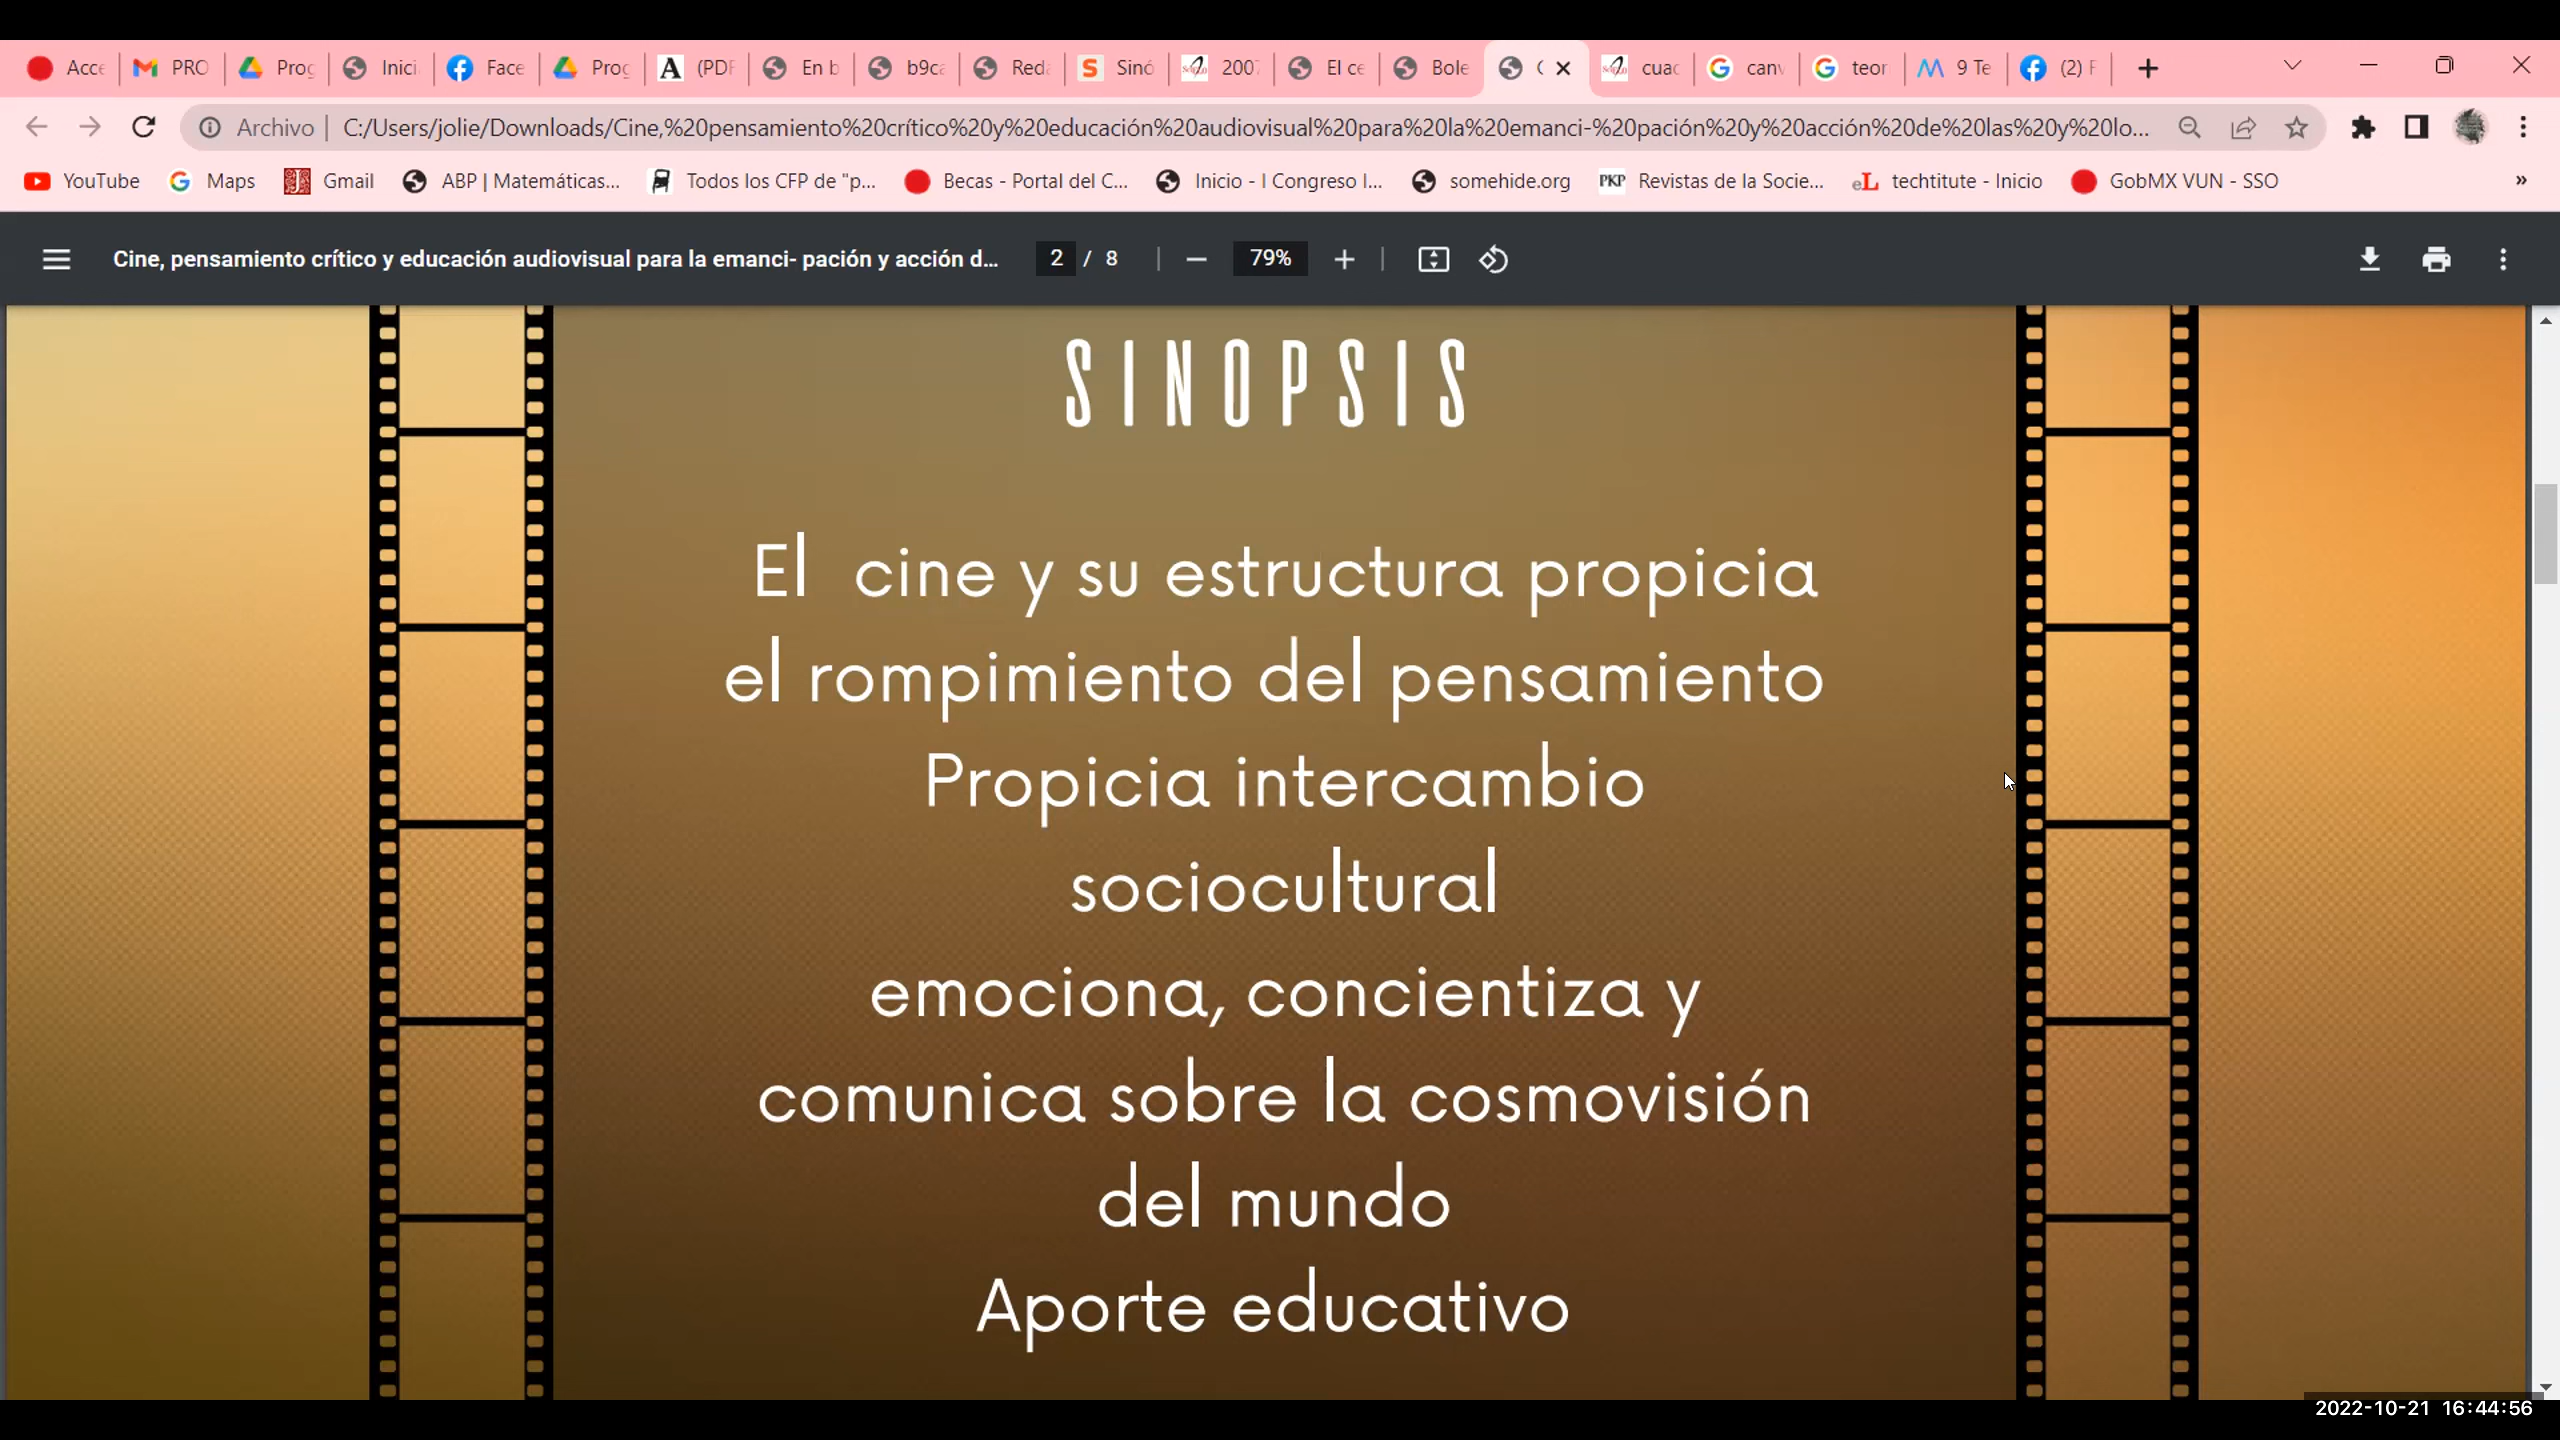 Acce PRO Prog Inici Face Prog (PDF En b b9ca Reda Sinó 2007 El ce Bole cuac canv teor 9 Te (2) F
Archivo C:/Users/jolie/Downloads/Cine,%20pensamiento%20crítico%20y%20educación%20audiovisual%20para%20la%20emanci-%20pación%20y%20acción%20de%20las%20y%20lo...
YouTube Maps Gmail ABP | Matemáticas... Todos los CFP de "p... Becas - Portal del C... Inicio - I Congreso I... somehide.org PKP Revistas de la Socie... eL techtitute - Inicio GobMX VUN - SSO »
Cine, pensamiento crítico y educación audiovisual para la emanci- pación y acción d... 2 / 8 79%
SINOPSIS
El cine y su estructura propicia
el rompimiento del pensamiento
Propicia intercambio
sociocultural
emociona, concientiza y
comunica sobre la cosmovisión
del mundo
Aporte educativo
2022-10-21 16:44:56